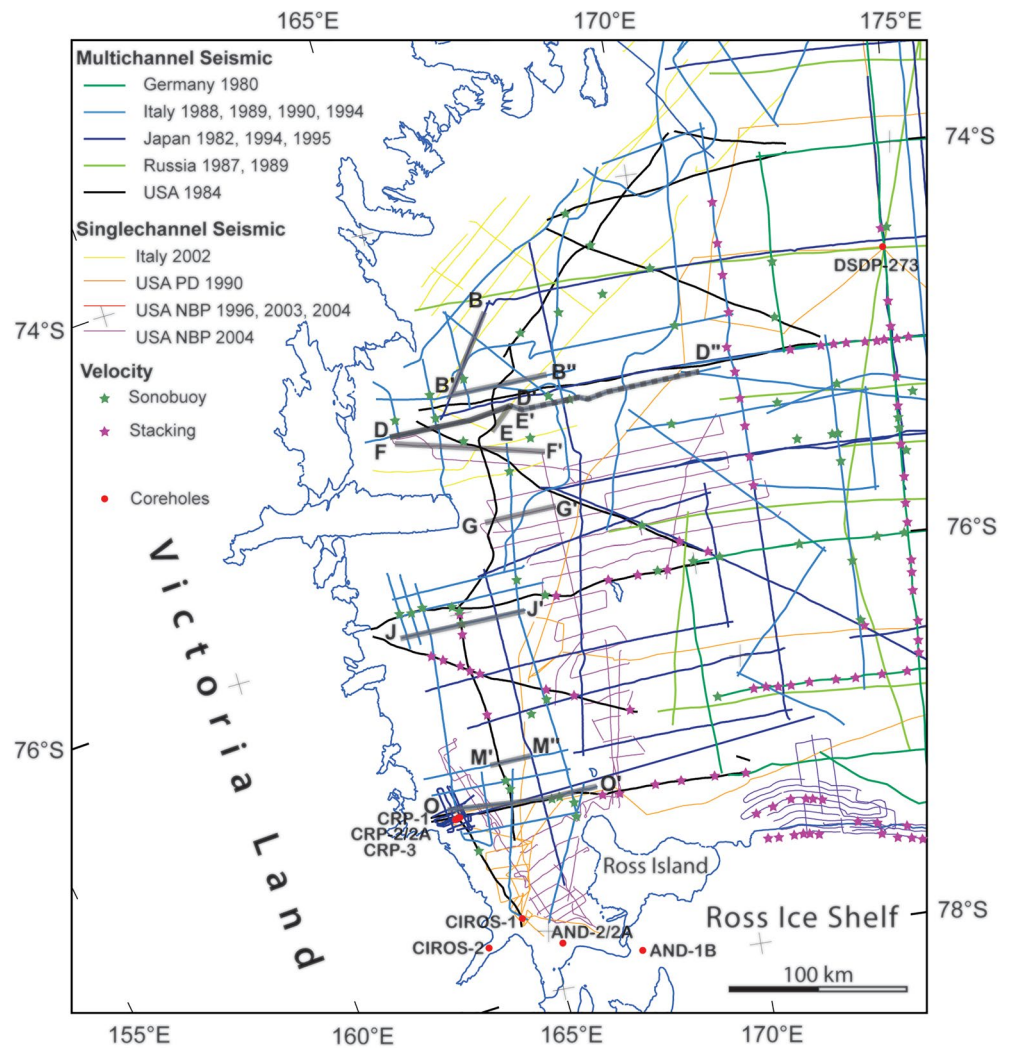 165°E 170°E 175°E
Multichannel Seismic
Germany 1980
Italy 1988, 1989, 1990, 1994
Japan 1982, 1994, 1995
Russia 1987, 1989
USA 1984
Singlechannel Seismic
Italy 2002
USA PD 1990
USA NBP 1996, 2003, 2004
USA NBP 2004
Velocity
Sonobuoy
Stacking
Coreholes
74°S
DSDP-273
74°S
B
B'
B"
D"
D
D'
E'
E
F
F'
G
G'
76°S
J
J'
Victoria Land
76°S
M'
M"
O
O'
CRP-1
CRP-2/2A
CRP-3
Ross Island
CIROS-1
Ross Ice Shelf
78°S
AND-2/2A
CIROS-2
AND-1B
100 km
155°E 160°E 165°E 170°E